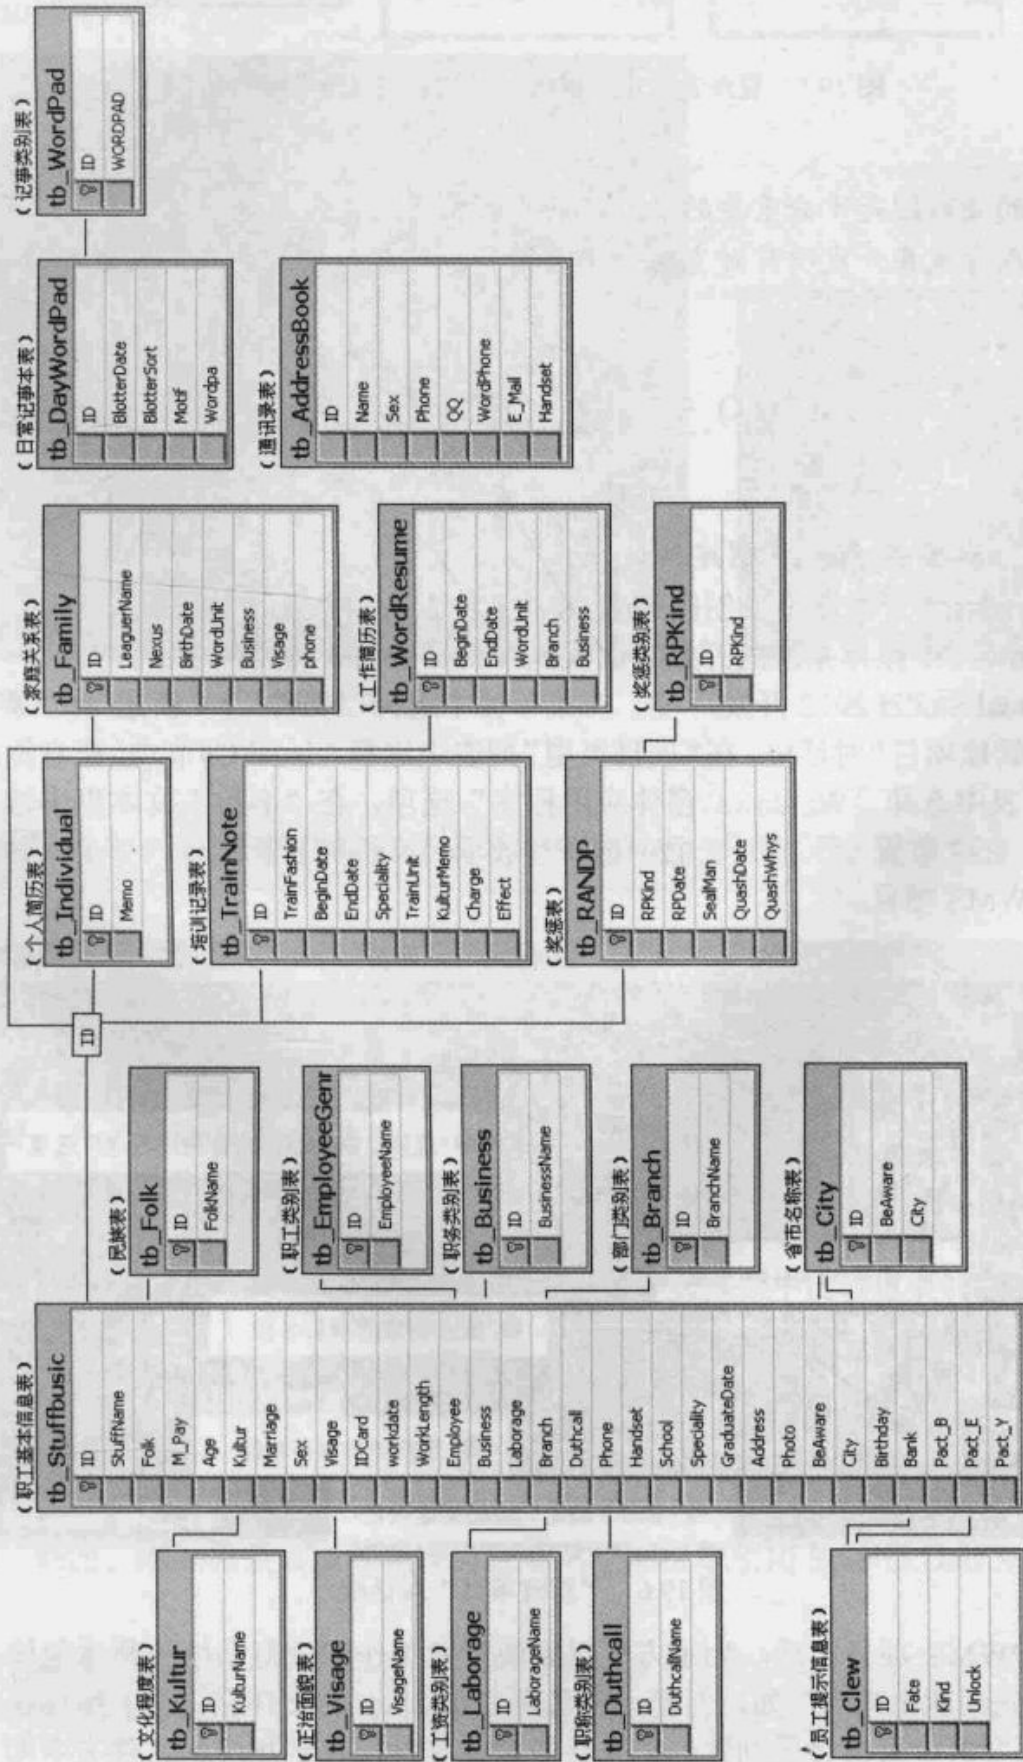 （文化程度表）
tb_Kultur
ID
KulturName
（正治面貌表）
tb_Visage
ID
VisageName
（工资类别表）
tb_Laborage
ID
LaborageName
（职称类别表）
tb_Duthcall
ID
DuthcallName
（员工提示信息表）
tb_Clew
ID
Fate
Kind
Unlock
（职工基本信息表）
tb_Stuffbusic
ID
StuffName
Folk
M_Pay
Age
Kultur
Marriage
Sex
Visage
IDCard
workdate
WorkLength
Employee
Business
Laborage
Branch
Duthcall
Phone
Handset
School
Speciality
GraduateDate
Address
Photo
BeAware
City
Birthday
Bank
Pact_B
Pact_E
Pact_Y
（民族表）
tb_Folk
ID
FolkName
（职工类别表）
tb_EmployeeGenr
ID
EmployeeName
（职务类别表）
tb_Business
ID
BusinessName
（部门类别表）
tb_Branch
ID
BranchName
（省市名称表）
tb_City
ID
BeAware
City
ID
（个人简历表）
tb_Individual
ID
Memo
（培训记录表）
tb_TrainNote
ID
TrainFashion
BeginDate
EndDate
Speciality
TrainUnit
KulturMemo
Charge
Effect
（奖惩表）
tb_RANDP
ID
RPKind
RPDate
SealMan
QuashDate
QuashWhys
（家庭关系表）
tb_Family
ID
LeaguerName
Nexus
BirthDate
WordUnit
Business
Visage
phone
（工作简历表）
tb_WordResume
ID
BeginDate
EndDate
WordUnit
Branch
Business
（奖惩类别表）
tb_RPKind
ID
RPKind
（日常记事本表）
tb_DayWordPad
ID
BlotterDate
BlotterSort
Motif
Wordpa
（通讯录表）
tb_AddressBook
ID
Name
Sex
Phone
QQ
WordPhone
E_Mail
Handset
（记事类别表）
tb_WordPad
ID
WORDPAD